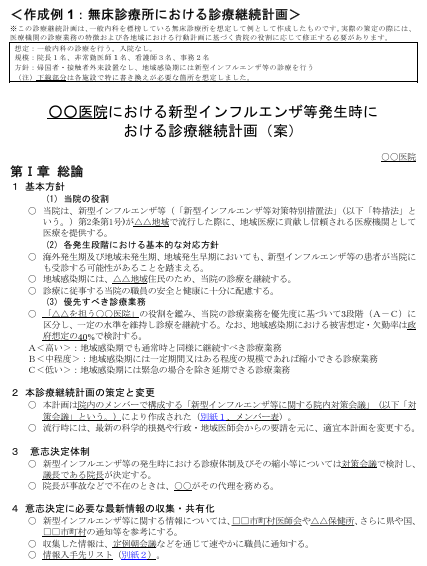 ＜作成例１：無床診療所における診療継続計画＞
※この診療継続計画は、一般内科を標榜している無床診療所を想定して例として作成したものです。実際の策定の際には、
医療機関の診療業務の特徴および各地域における行動計画に基づく貴院の役割に応じて修正する必要があります。
想定：一般内科の診療を行う。入院なし。
規模：院長１名、非常勤医師１名、看護師３名、事務２名
方針：帰国者・接触者外来設置なし、地域感染期には新型インフルエンザ等の診療を行う
（注）下線部分は各施設で特に書き換えが必要な箇所を想定しました。
〇〇医院における新型インフルエンザ等発生時に
おける診療継続計画（案）
〇〇医院
第Ⅰ章 総論
１ 基本方針
（１）当院の役割
〇 当院は、新型インフルエンザ等（「新型インフルエンザ等対策特別措置法」（以下「特措法」と
いう。）第2条第1号)が△△地域で流行した際に、地域医療に貢献し信頼される医療機関として
医療を提供する。
（２）各発生段階における基本的な対応方針
〇 海外発生期及び地域未発生期、地域発生早期においても、新型インフルエンザ等の患者が当院に
も受診する可能性があることを踏まえる。
〇 地域感染期には、△△地域住民のため、当院の診療を継続する。
〇 診療に従事する当院の職員の安全と健康に十分に配慮する。
（３）優先すべき診療業務
〇 「△△を担う〇〇医院」の役割を鑑み、当院の診療業務を優先度に基づいて3段階（A－C）に
区分し、一定の水準を維持し診療を継続する。なお、地域感染期における被害想定・欠勤率は政
府想定の40%で検討する。
A＜高い＞：地域感染期でも通常時と同様に継続すべき診療業務
B＜中程度＞：地域感染期には一定期間又はある程度の規模であれば縮小できる診療業務
C＜低い＞：地域感染期には緊急の場合を除き延期できる診療業務
２ 本診療継続計画の策定と変更
〇 本計画は院内のメンバーで構成する「新型インフルエンザ等に関する院内対策会議」（以下「対
策会議」という。）により作成された（別紙１、メンバー表）。
〇 流行時には、最新の科学的根拠や行政・地域医師会からの要請を元に、適宜本計画を変更する。
３ 意志決定体制
〇 新型インフルエンザ等の発生時における診療体制及びその縮小等については対策会議で検討し、
議長である院長が決定する。
〇 院長が事故などで不在のときは、〇〇がその代理を務める。
４ 意志決定に必要な最新情報の収集・共有化
〇 新型インフルエンザ等に関する情報については、□□市町村医師会や△△保健所、さらに県や国、
□□市町村の通知等を参考にする。
〇 収集した情報は、定例朝会議などを通じて速やかに職員に通知する。
〇 情報入手先リスト（別紙２）。